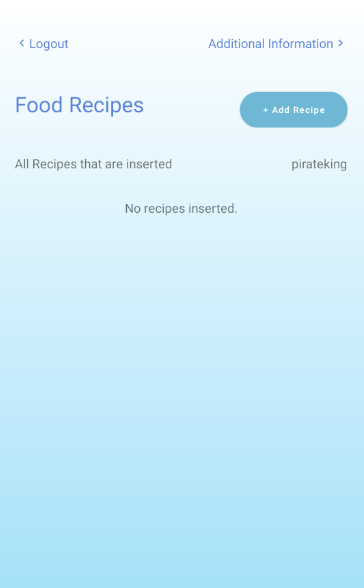 Logout Additional Information
Food Recipes
+ Add Recipe
All Recipes that are inserted pirateking
No recipes inserted.